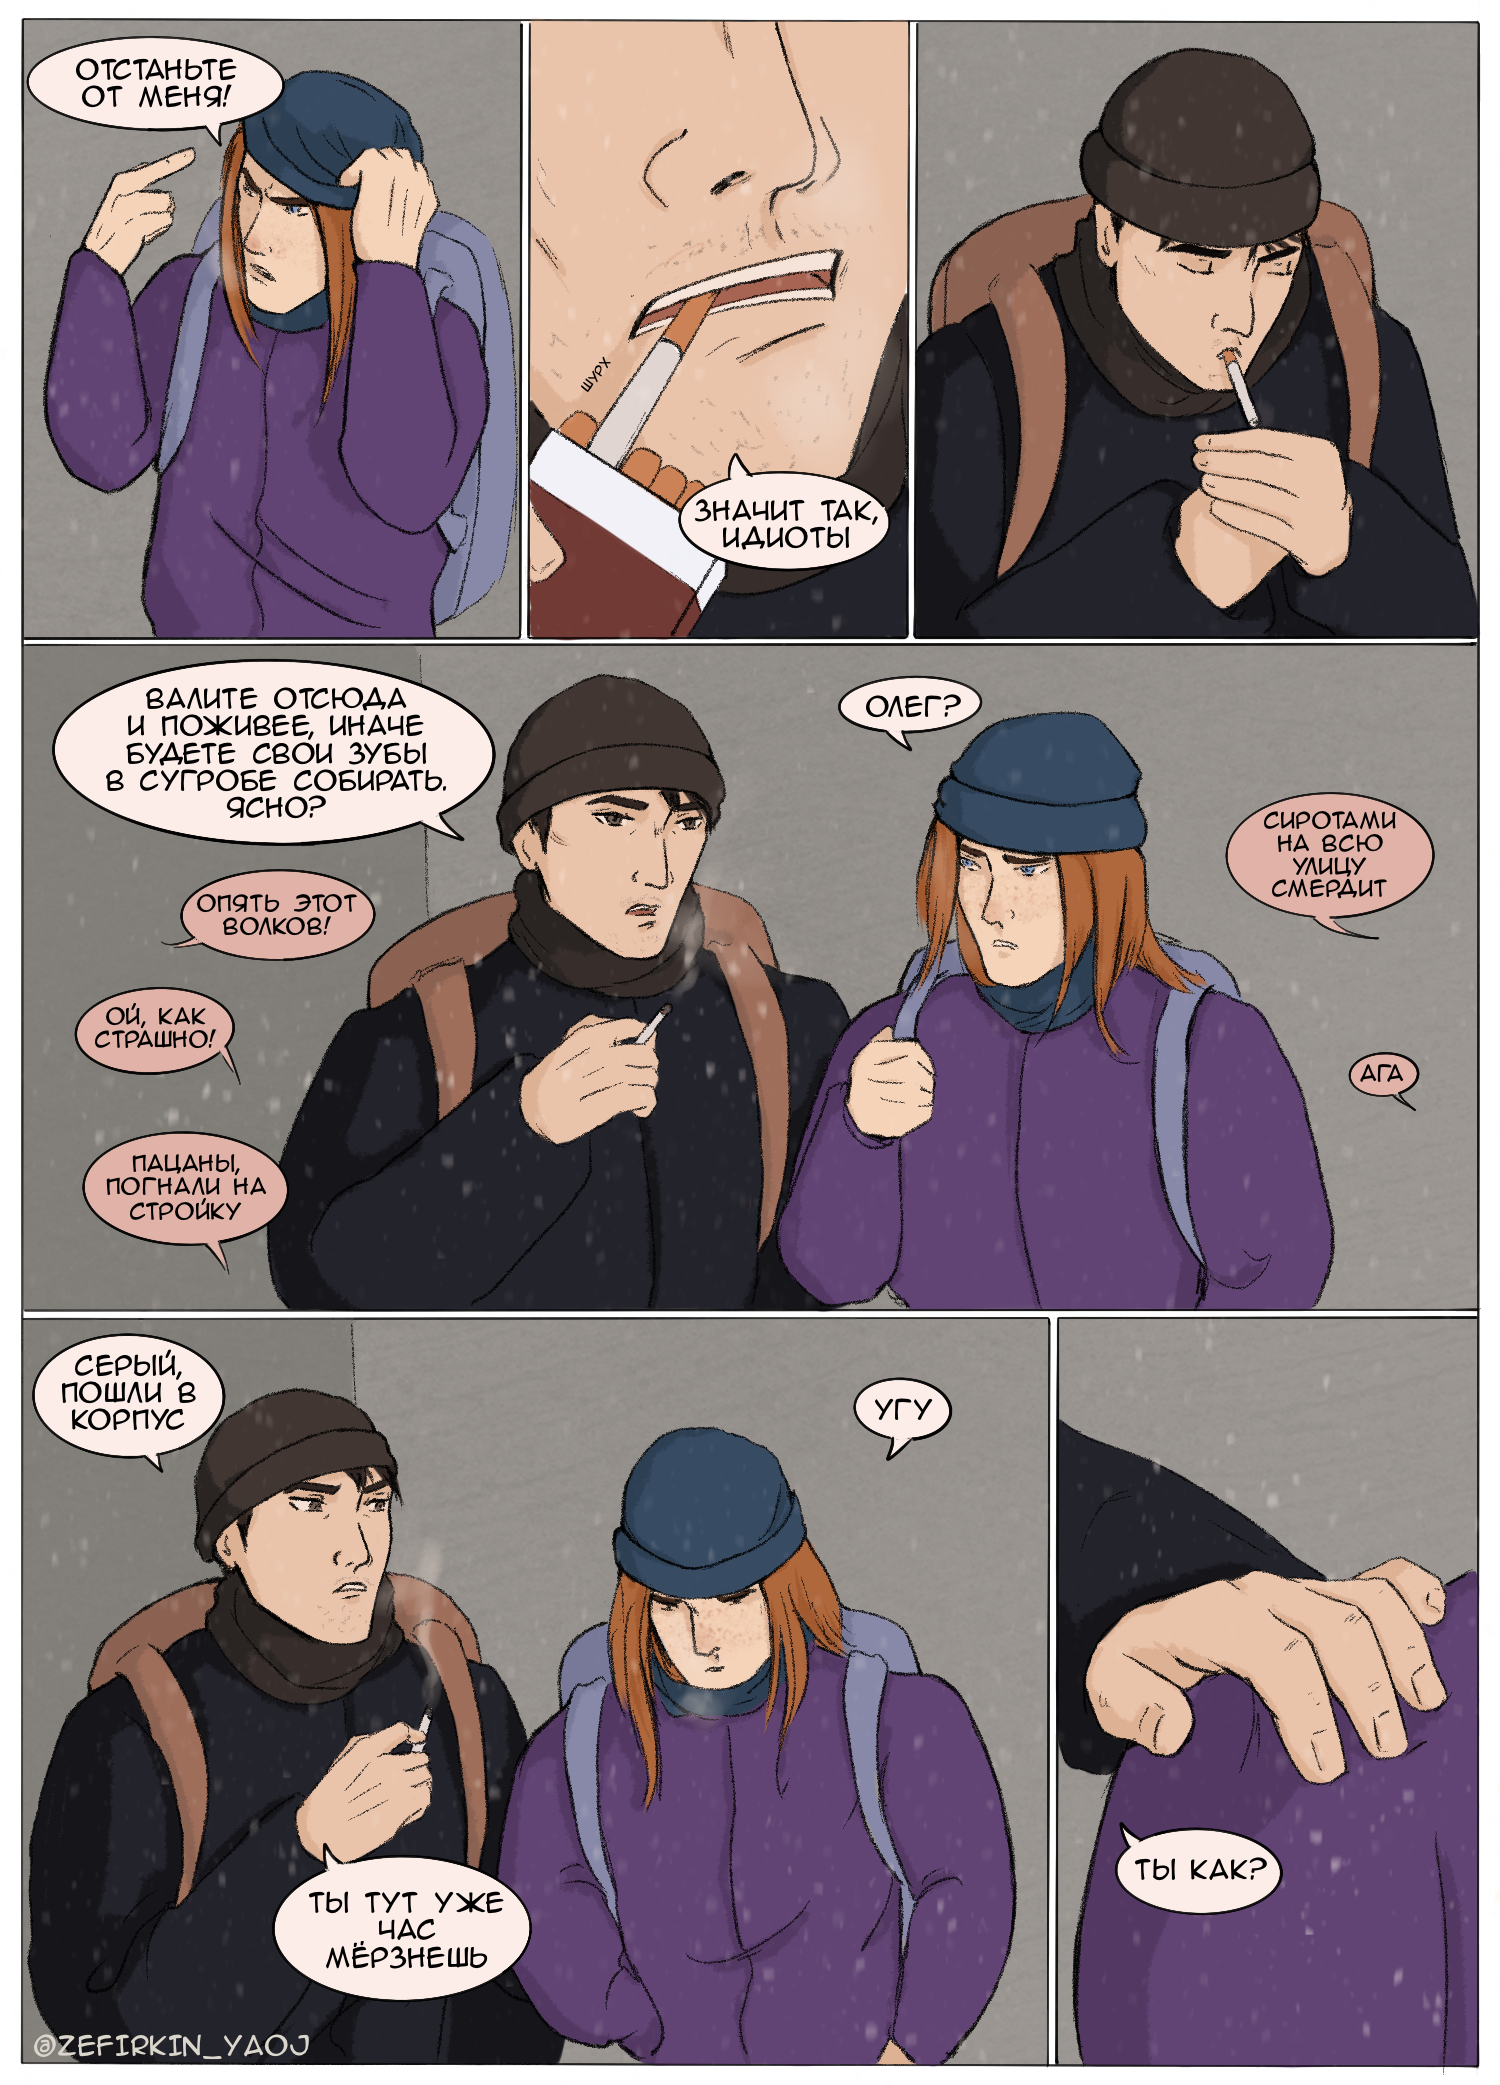 ОТСТАНЬТЕ
ОТ МЕНЯ!
ШУРХ
ЗНАЧИТ ТАК,
ИДИОТЫ
ВАЛИТЕ ОТСЮДА
И ПОЖИВЕЕ, ИНАЧЕ
БУДЕТЕ СВОИ ЗУБЫ
В СУГРОБЕ СОБИРАТЬ.
ЯСНО?
ОЛЕГ?
СИРОТАМИ
НА ВСЮ
УЛИЦУ
СМЕРДИТ
ОПЯТЬ ЭТОТ
ВОЛКОВ!
ОЙ, КАК
СТРАШНО!
АГА
ПАЦАНЫ,
ПОГНАЛИ НА
СТРОЙКУ
СЕРЫЙ,
ПОШЛИ В
КОРПУС
УГУ
ТЫ ТУТ УЖЕ
ЧАС
МЁРЗНЕШЬ
ТЫ КАК?
@ZEFIRKIN_YAOJ